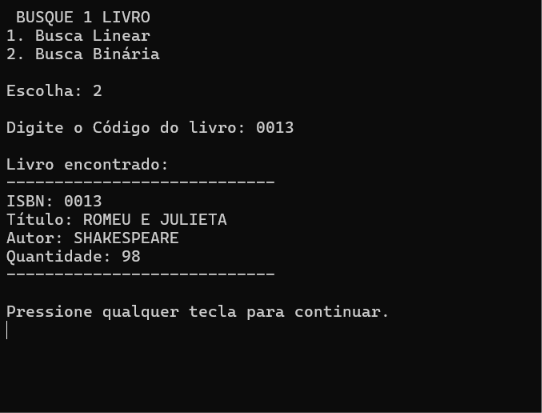 BUSQUE 1 LIVRO
1. Busca Linear
2. Busca Binária
Escolha: 2
Digite o Código do livro: 0013
Livro encontrado:
----------------------------
ISBN: 0013
Título: ROMEU E JULIETA
Autor: SHAKESPEARE
Quantidade: 98
----------------------------
Pressione qualquer tecla para continuar.